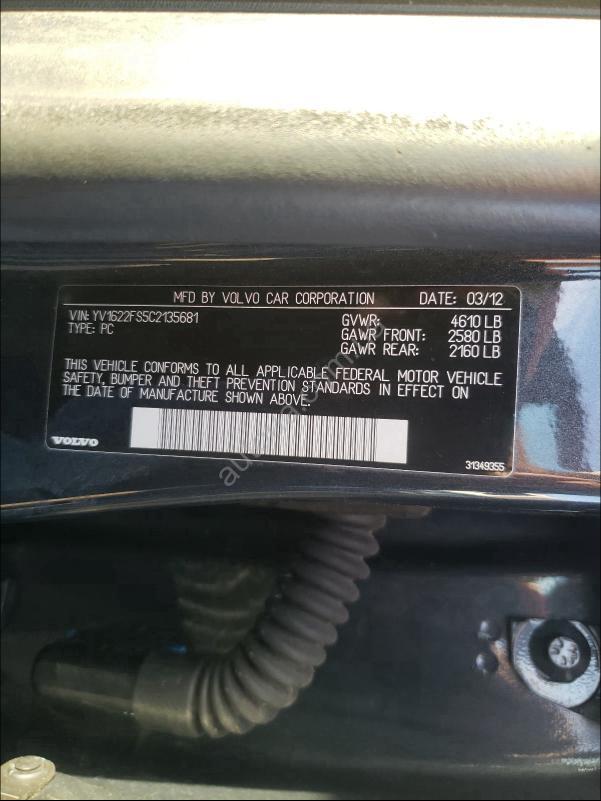 MFD BY VOLVO CAR CORPORATION DATE: 03/12
VIN: YV1622FS5C2135681 GVWR: 4610 LB
TYPE: PC GAWR FRONT: 2580 LB
GAWR REAR: 2160 LB
THIS VEHICLE CONFORMS TO ALL APPLICABLE FEDERAL MOTOR VEHICLE
SAFETY, BUMPER AND THEFT PREVENTION STANDARDS IN EFFECT ON
THE DATE OF MANUFACTURE SHOWN ABOVE.
VOLVO 31349355